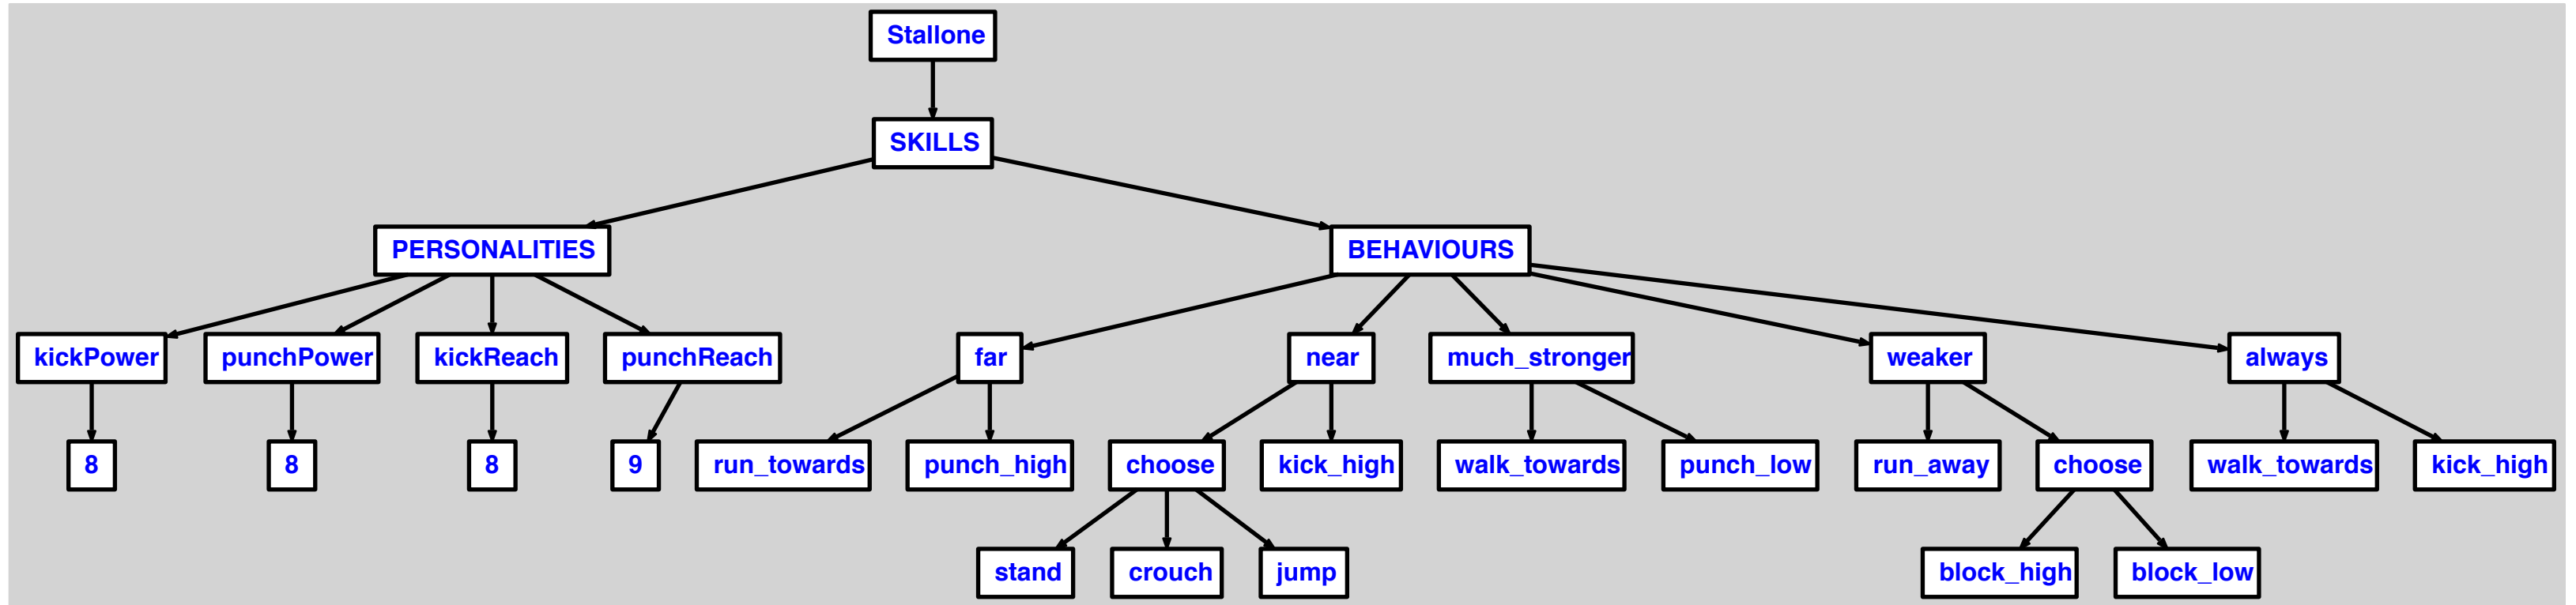 Stallone
SKILLS
PERSONALITIES BEHAVIOURS
kickPower punchPower kickReach punchReach far near much_stronger weaker always
8 8 8 9 run_towards punch_high choose kick_high walk_towards punch_low run_away choose walk_towards kick_high
stand crouch jump block_high block_low